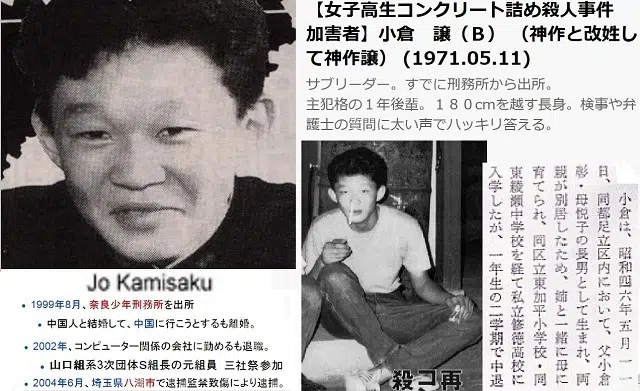 【女子高生コンクリート詰め殺人事件
加害者】小倉　譲（B）　（神作と改姓し
て神作譲） (1971.05.11)
サブリーダー。すでに刑務所から出所。
主犯格の１年後輩。１８０cmを越す長身。検事や弁
護士の質問に太い声でハッキリ答える。
Jo Kamisaku
• 1999年8月、奈良少年刑務所を出所
• 中国人と結婚して、中国に行こうとするも離婚。
• 2002年、コンピューター関係の会社に勤めるも退職。
• 山口組系3次団体S組長の元組員　三社祭参加
• 2004年6月、埼玉県八潮市で逮捕監禁致傷により逮捕。
小倉は、昭和四六年五月一一
日、同都足立区内において、父小倉
彰・母悦子の長男として生まれ、両
親が別居したため、姉と一緒に母に
育てられ、同区立東加平小学校・同
東綾瀬中学校を経て私立修徳高校に
入学したが、一年生の二学期で中退
殺コ再